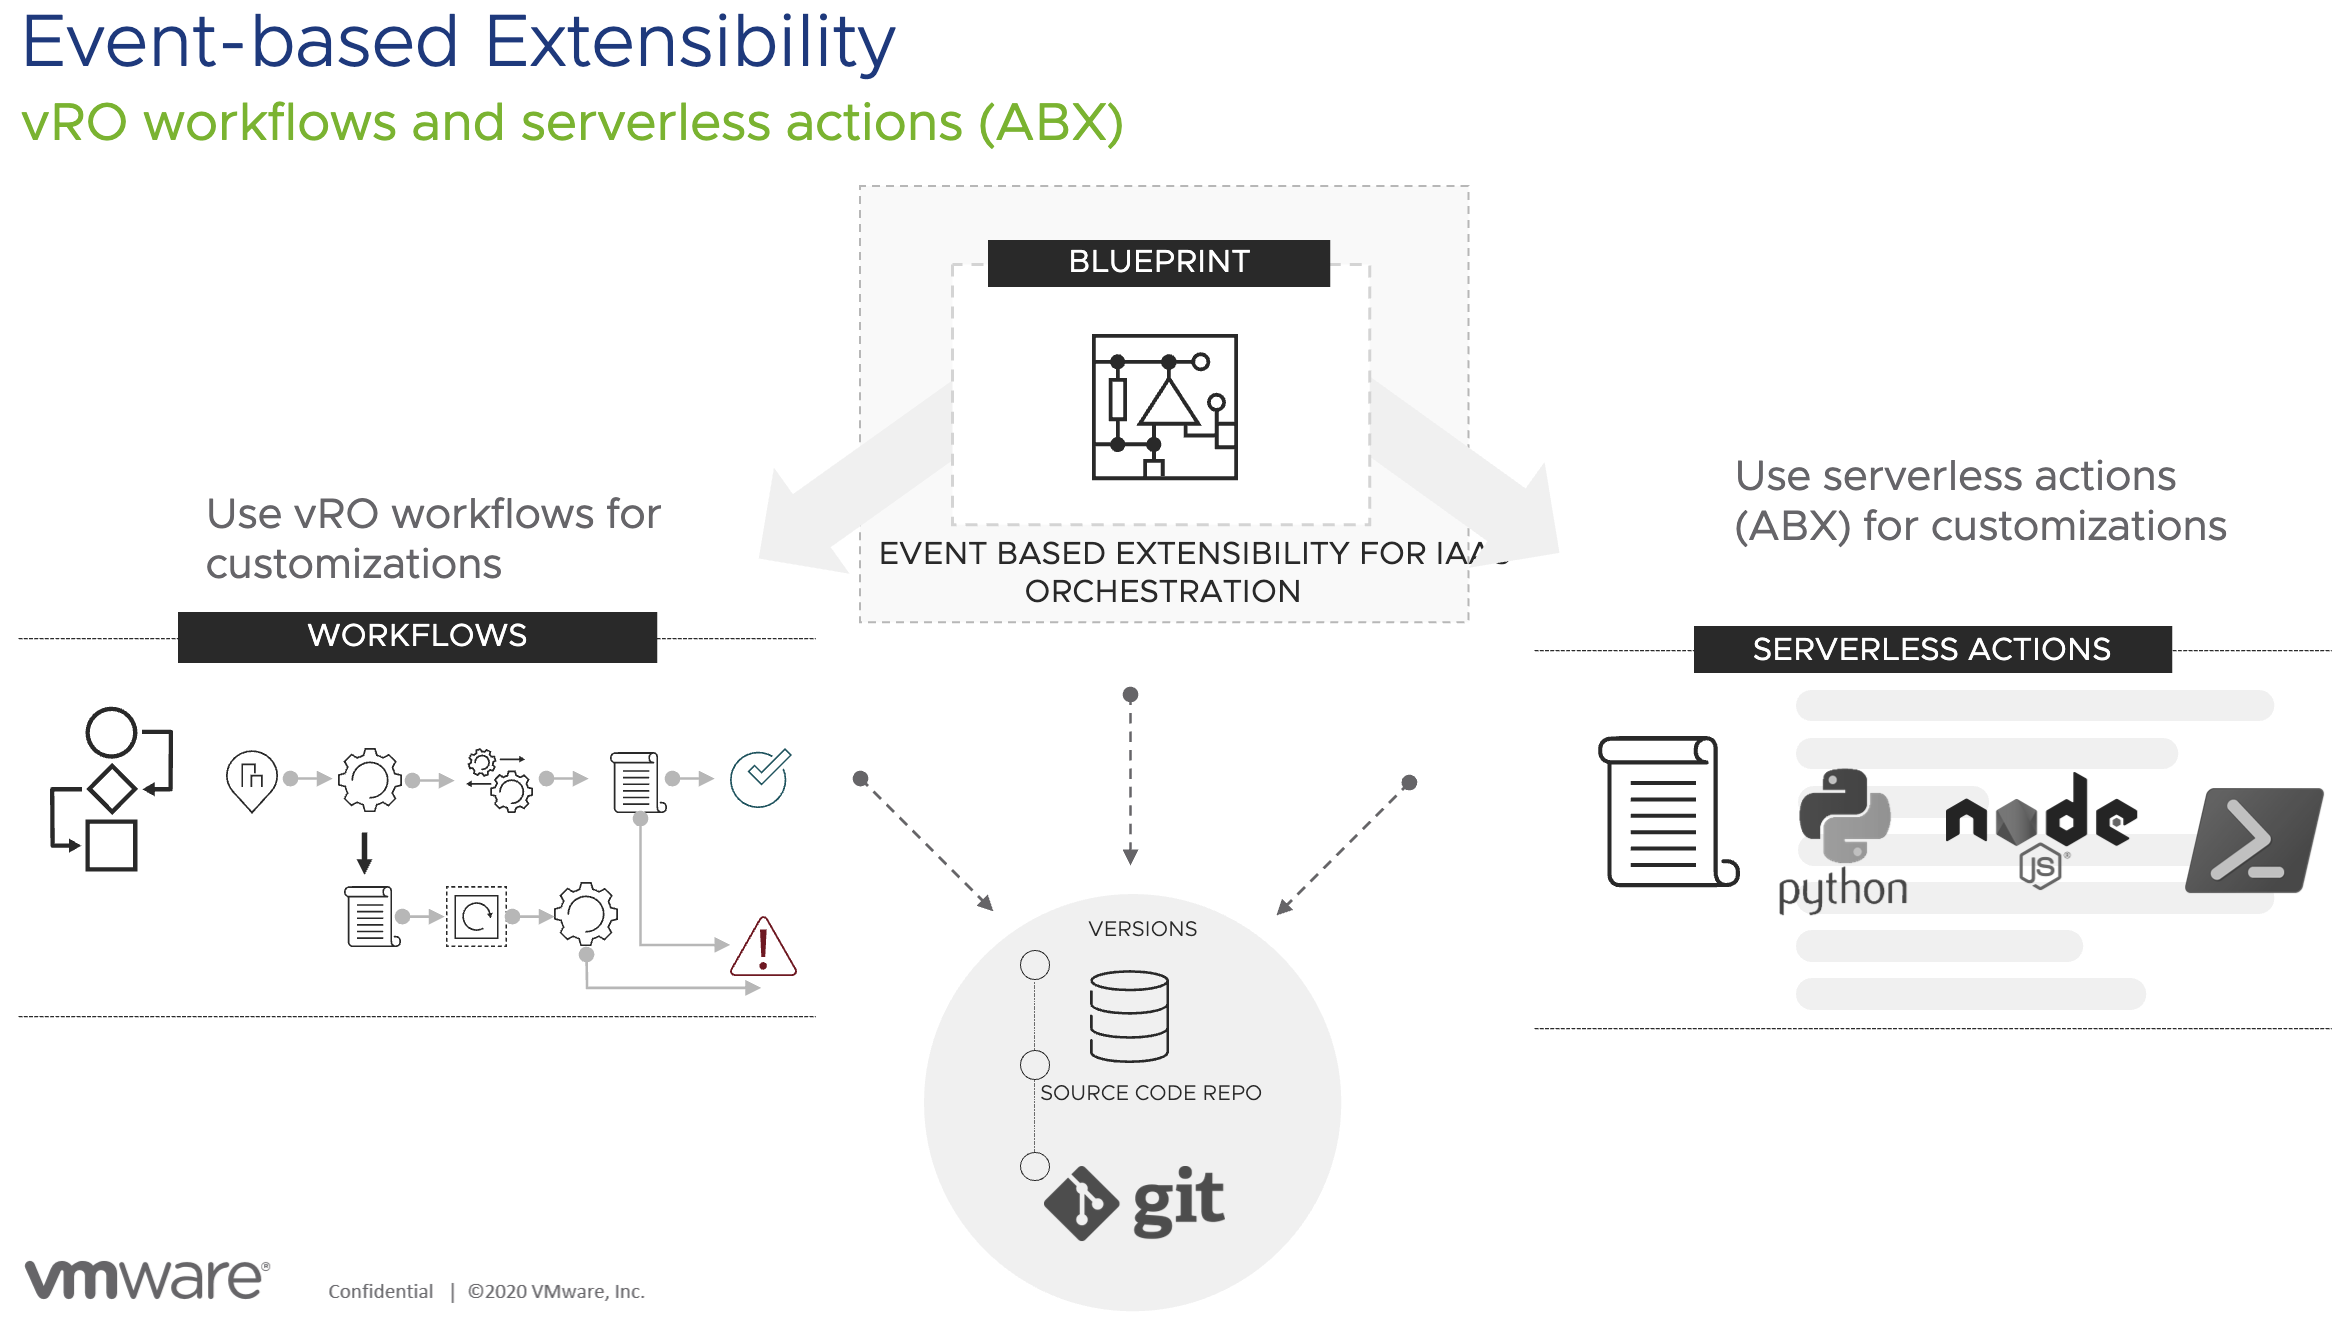 Event-based Extensibility
vRO workflows and serverless actions (ABX)
BLUEPRINT
EVENT BASED EXTENSIBILITY FOR
ORCHESTRATION
Use vRO workflows for
customizations
WORKFLOWS
Use serverless actions
(ABX) for customizations
SERVERLESS ACTIONS
python
node
JS®
VERSIONS
SOURCE CODE REPO
git
vmware®
Confidential | ©2020 VMware, Inc.